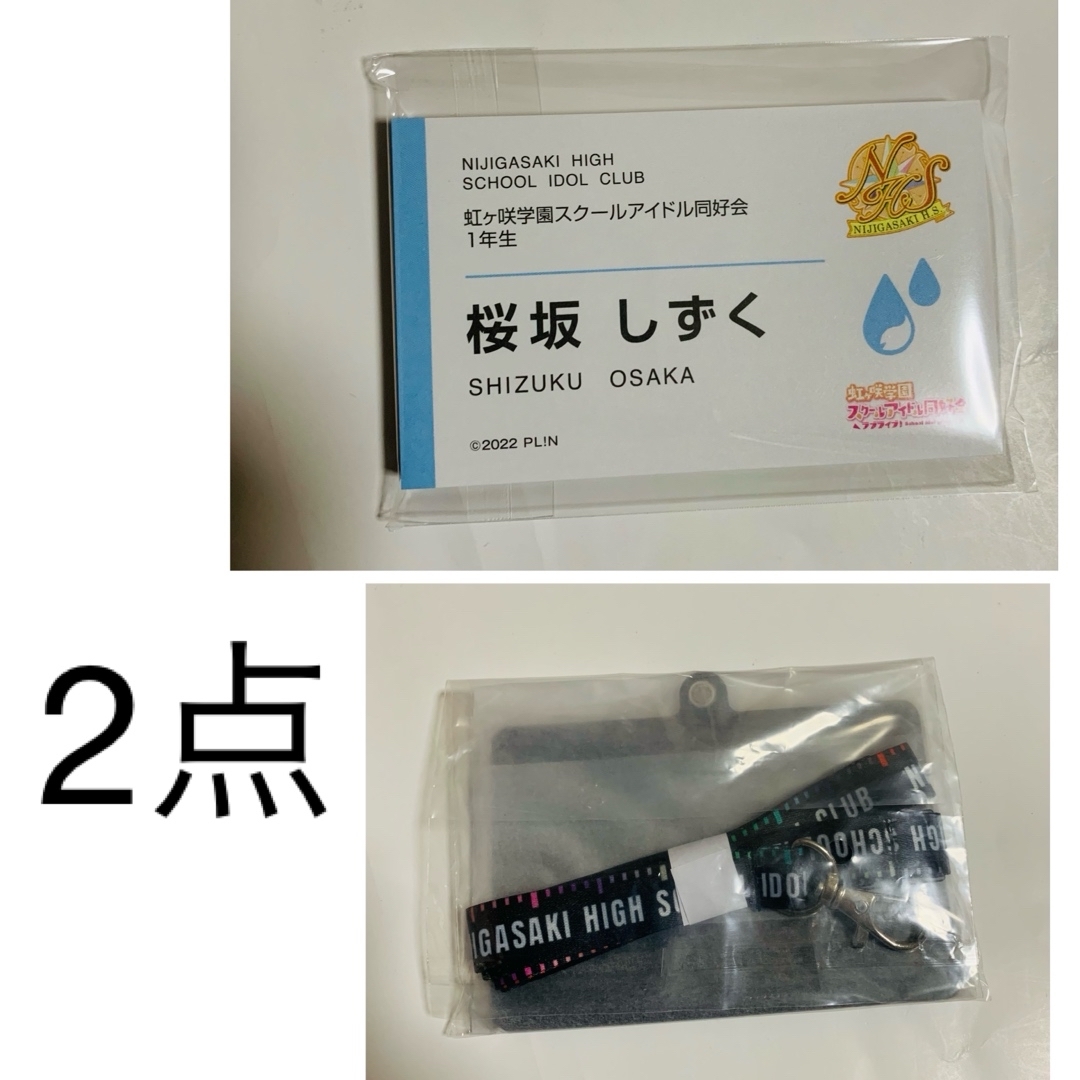 NIJIGASAKI HIGH
SCHOOL IDOL CLUB
虹ヶ咲学園スクールアイドル同好会
1年生
桜坂 しずく
SHIZUKU OSAKA
©2022 PL!N
NHS
NIJIGASAKI H.S.
虹ヶ咲学園
スクールアイドル同好会
ラブライブ!
2点
CLUB N
SCHOOL HIGH
IGASAKI HIGH IDOL